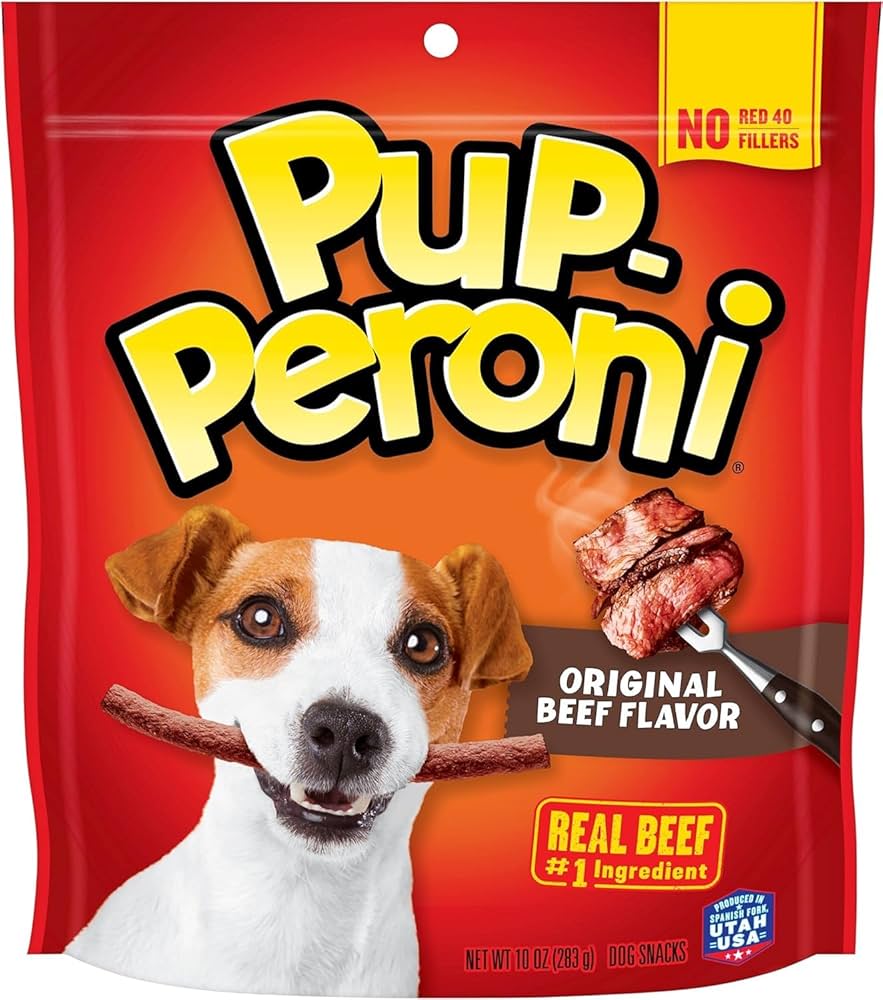 NO RED 40
FILLERS
PUP-
PERONI
®
ORIGINAL
BEEF FLAVOR
REAL BEEF
#1 Ingredient
PRODUCED IN
SPANISH FORK,
UTAH
USA
NET WT 10 OZ (283 g) DOG SNACKS